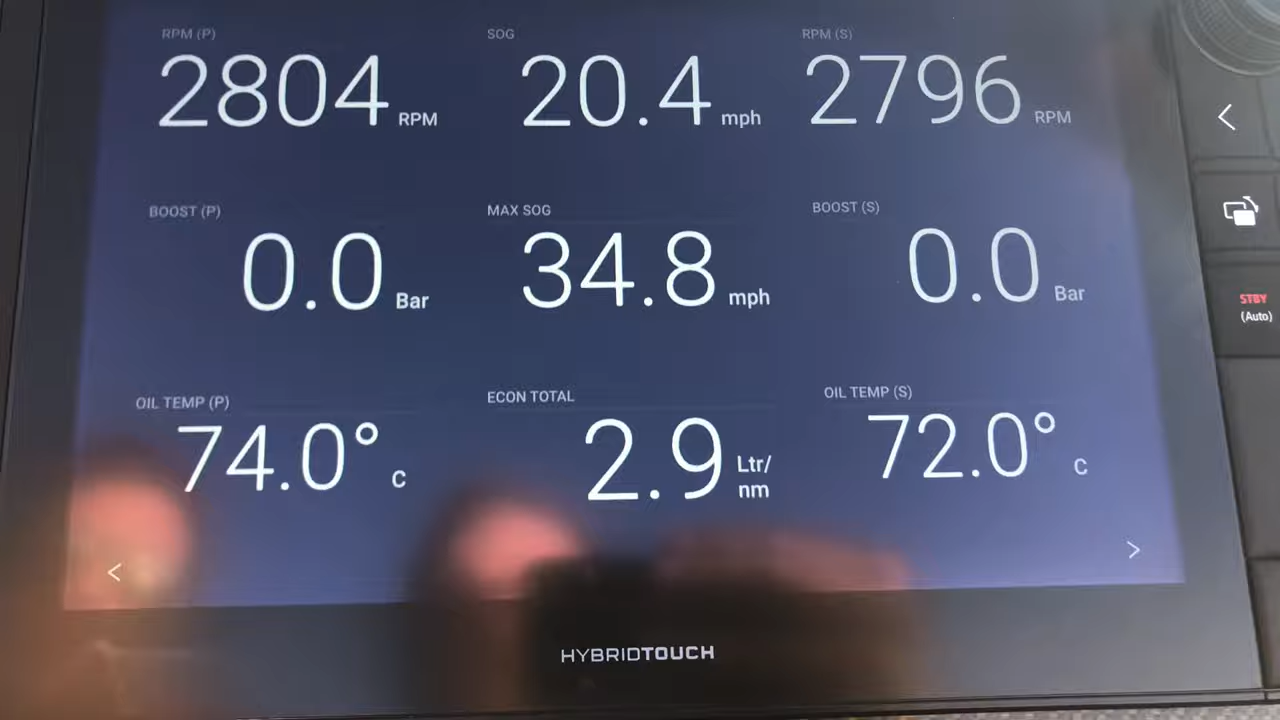 RPM (P) SOG RPM (S)
2804 RPM 20.4 mph 2796 RPM
BOOST (P) MAX SOG BOOST (S)
0.0 Bar 34.8 mph 0.0 Bar
STBY
(Auto)
OIL TEMP (P) ECON TOTAL OIL TEMP (S)
74.0° C 2.9 Ltr/ 72.0° C
nm
HYBRIDTOUCH